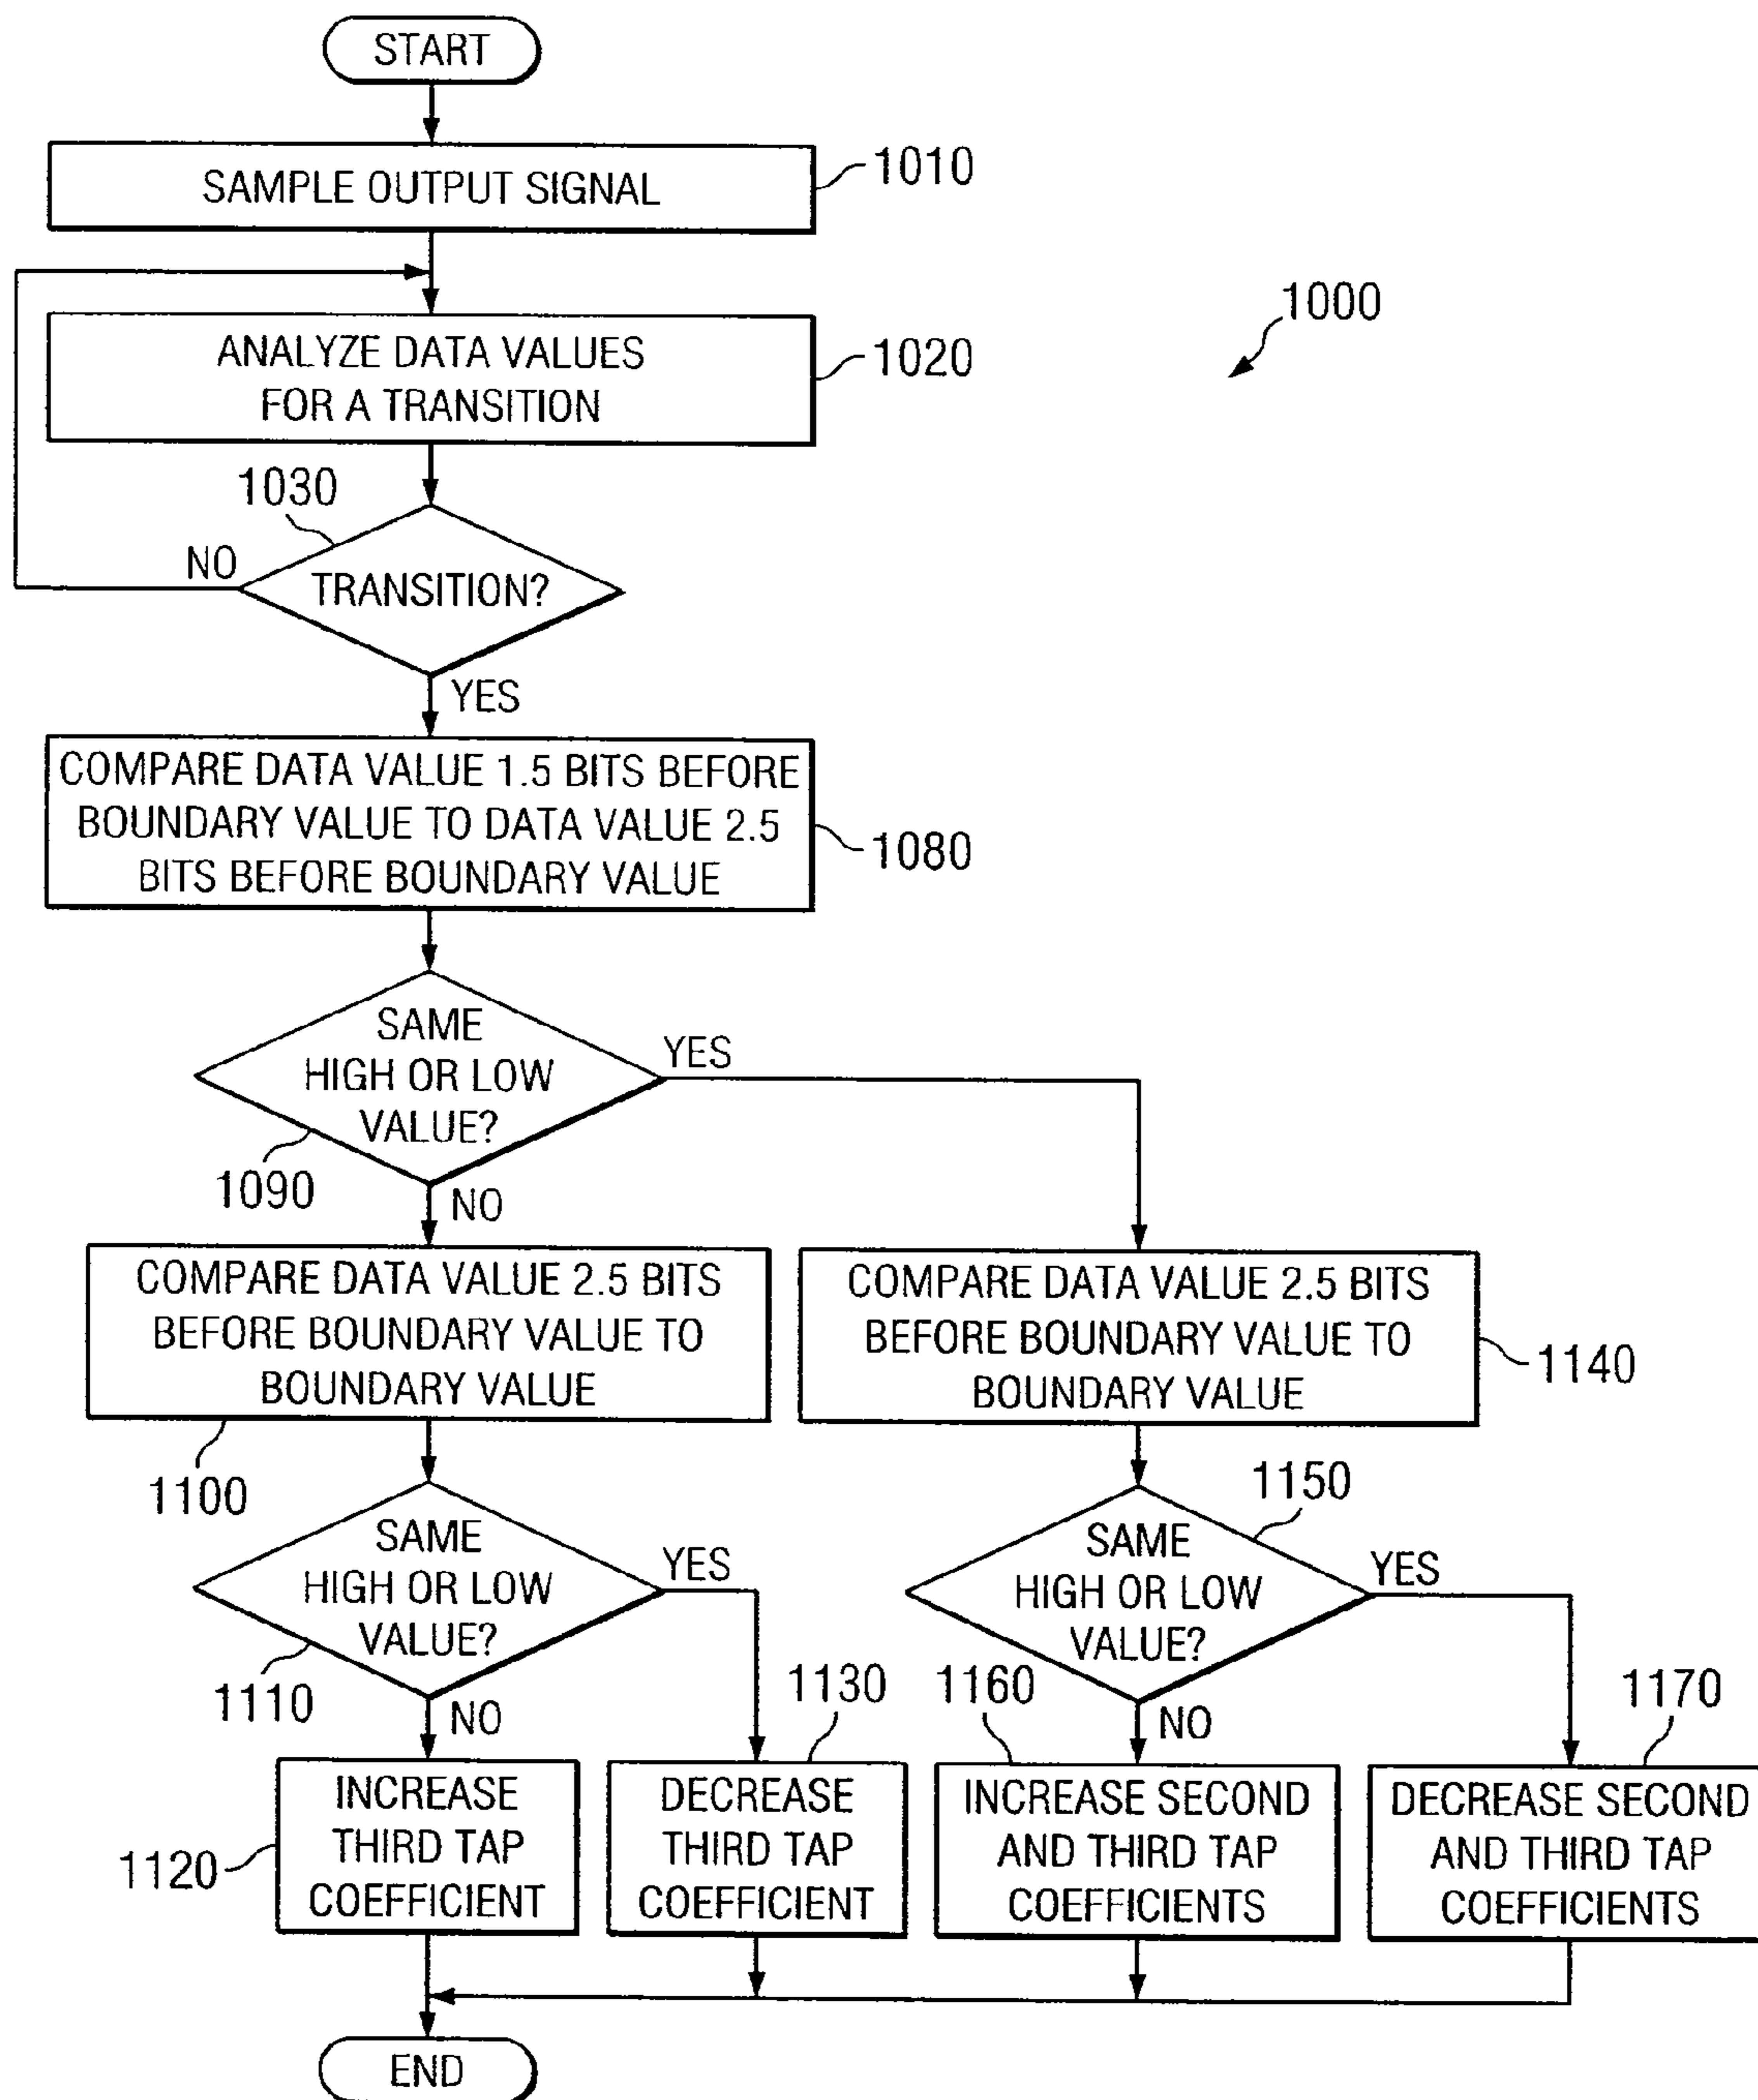 START
SAMPLE OUTPUT SIGNAL
1010
ANALYZE DATA VALUES
FOR A TRANSITION
1020
1000
1030
NO
TRANSITION?
YES
COMPARE DATA VALUE 1.5 BITS BEFORE
BOUNDARY VALUE TO DATA VALUE 2.5
BITS BEFORE BOUNDARY VALUE
1080
SAME
HIGH OR LOW
VALUE?
YES
1090
NO
COMPARE DATA VALUE 2.5 BITS
BEFORE BOUNDARY VALUE TO
BOUNDARY VALUE
1100
COMPARE DATA VALUE 2.5 BITS
BEFORE BOUNDARY VALUE TO
BOUNDARY VALUE
1140
SAME
HIGH OR LOW
VALUE?
YES
1110
NO
1150
SAME
HIGH OR LOW
VALUE?
YES
NO
INCREASE
THIRD TAP
COEFFICIENT
1120
1130
DECREASE
THIRD TAP
COEFFICIENT
1160
INCREASE SECOND
AND THIRD TAP
COEFFICIENTS
1170
DECREASE SECOND
AND THIRD TAP
COEFFICIENTS
END